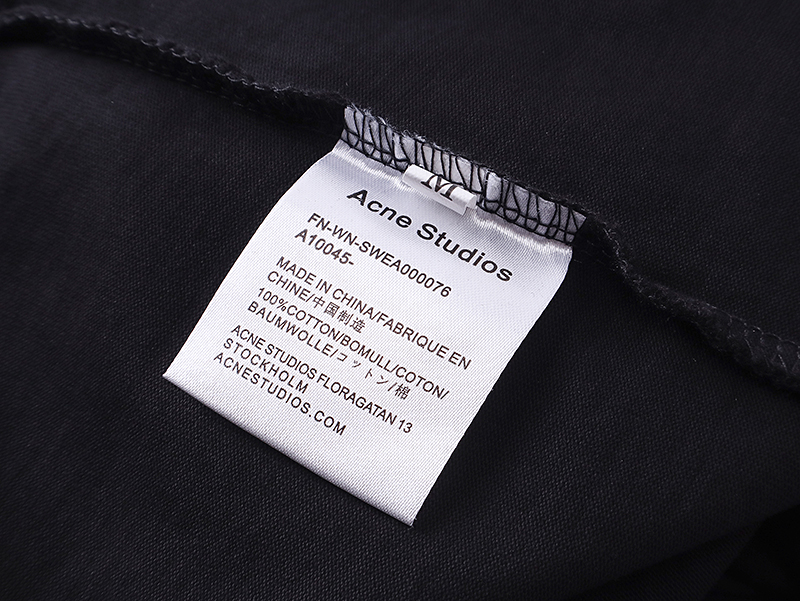 M
Acne Studios
FN-WN-SWEA000076
A10045-
MADE IN CHINA/FABRIQUE EN
CHINE/中国制造
100%COTTON/BOMULL/COTON/
BAUMWOLLE/コットン/棉
ACNE STUDIOS FLORAGATAN 13
STOCKHOLM
ACNESTUDIOS.COM